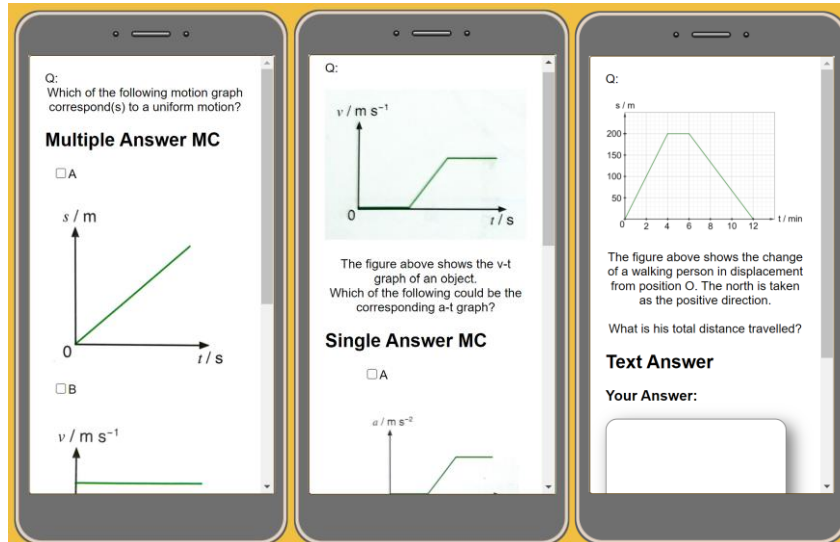 Q:
Which of the following motion graph
correspond(s) to a uniform motion?
Multiple Answer MC
A
s / m
0
t / s
B
v / m s⁻¹
Q:
v / m s⁻¹
0
t / s
The figure above shows the v-t
graph of an object.
Which of the following could be the
corresponding a-t graph?
Single Answer MC
A
a / m s⁻²
Q:
s / m
200
150
100
50
0 2 4 6 8 10 12 t / min
The figure above shows the change
of a walking person in displacement
from position O. The north is taken
as the positive direction.
What is his total distance travelled?
Text Answer
Your Answer: